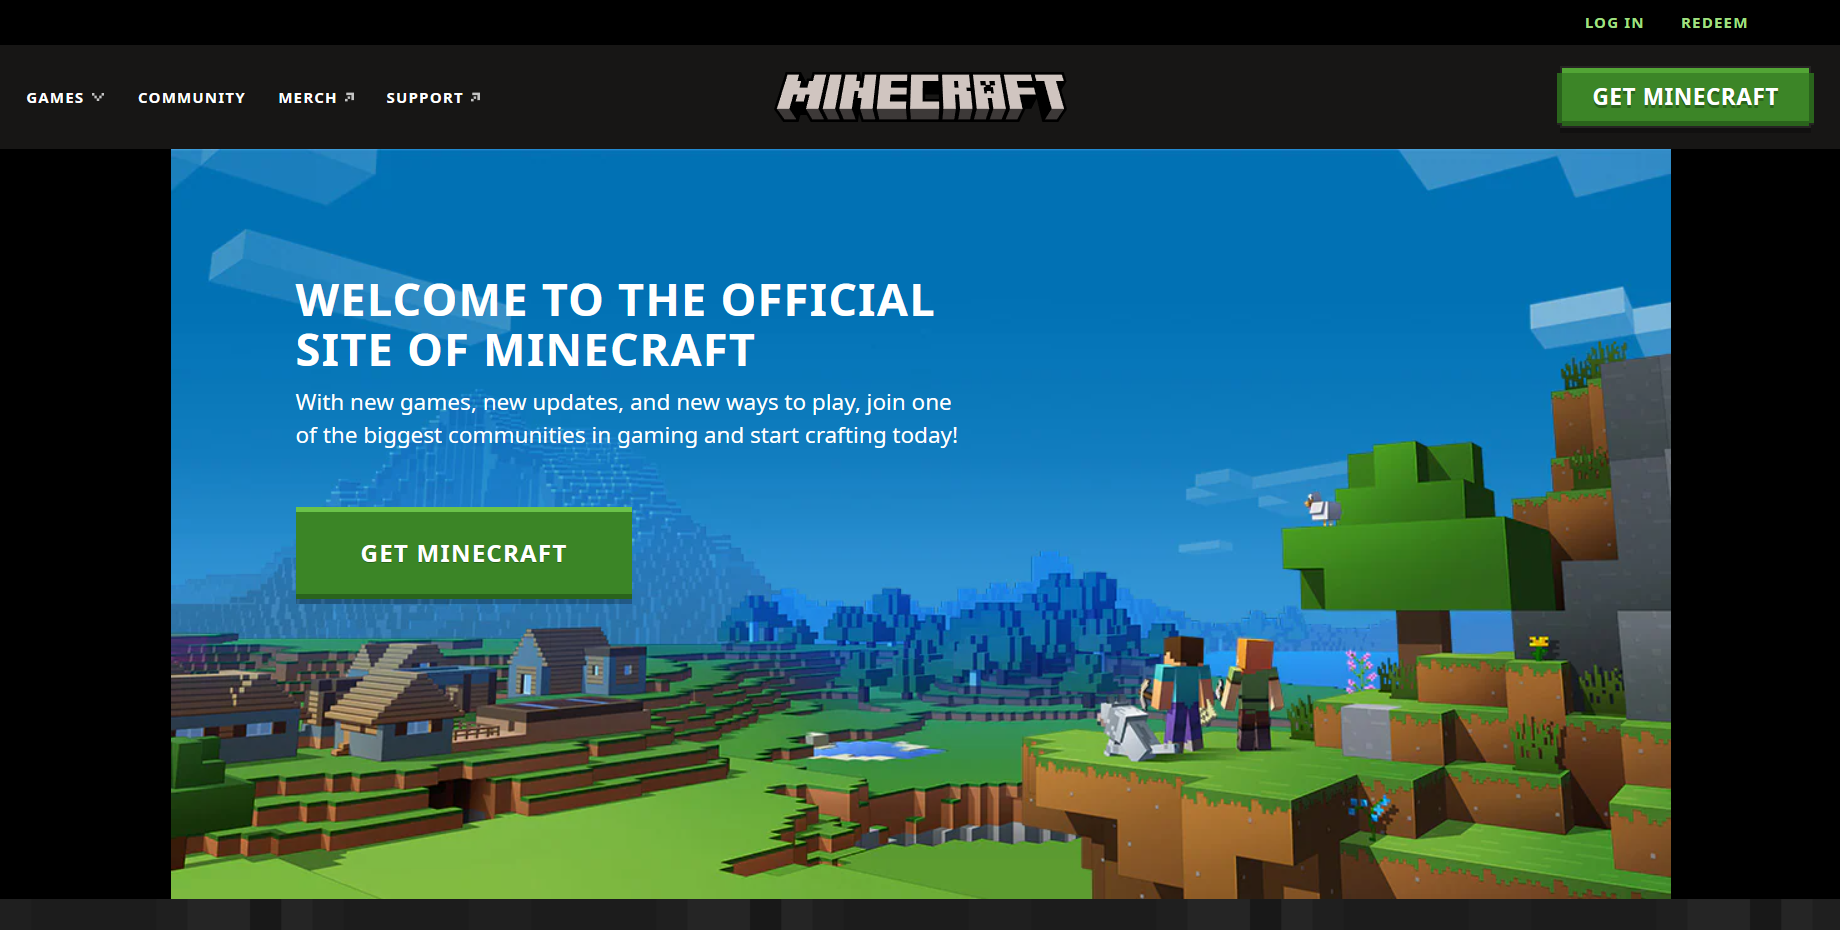 LOG IN REDEEM
GAMES COMMUNITY MERCH SUPPORT MINECRAFT GET MINECRAFT
WELCOME TO THE OFFICIAL
SITE OF MINECRAFT
With new games, new updates, and new ways to play, join one
of the biggest communities in gaming and start crafting today!
GET MINECRAFT